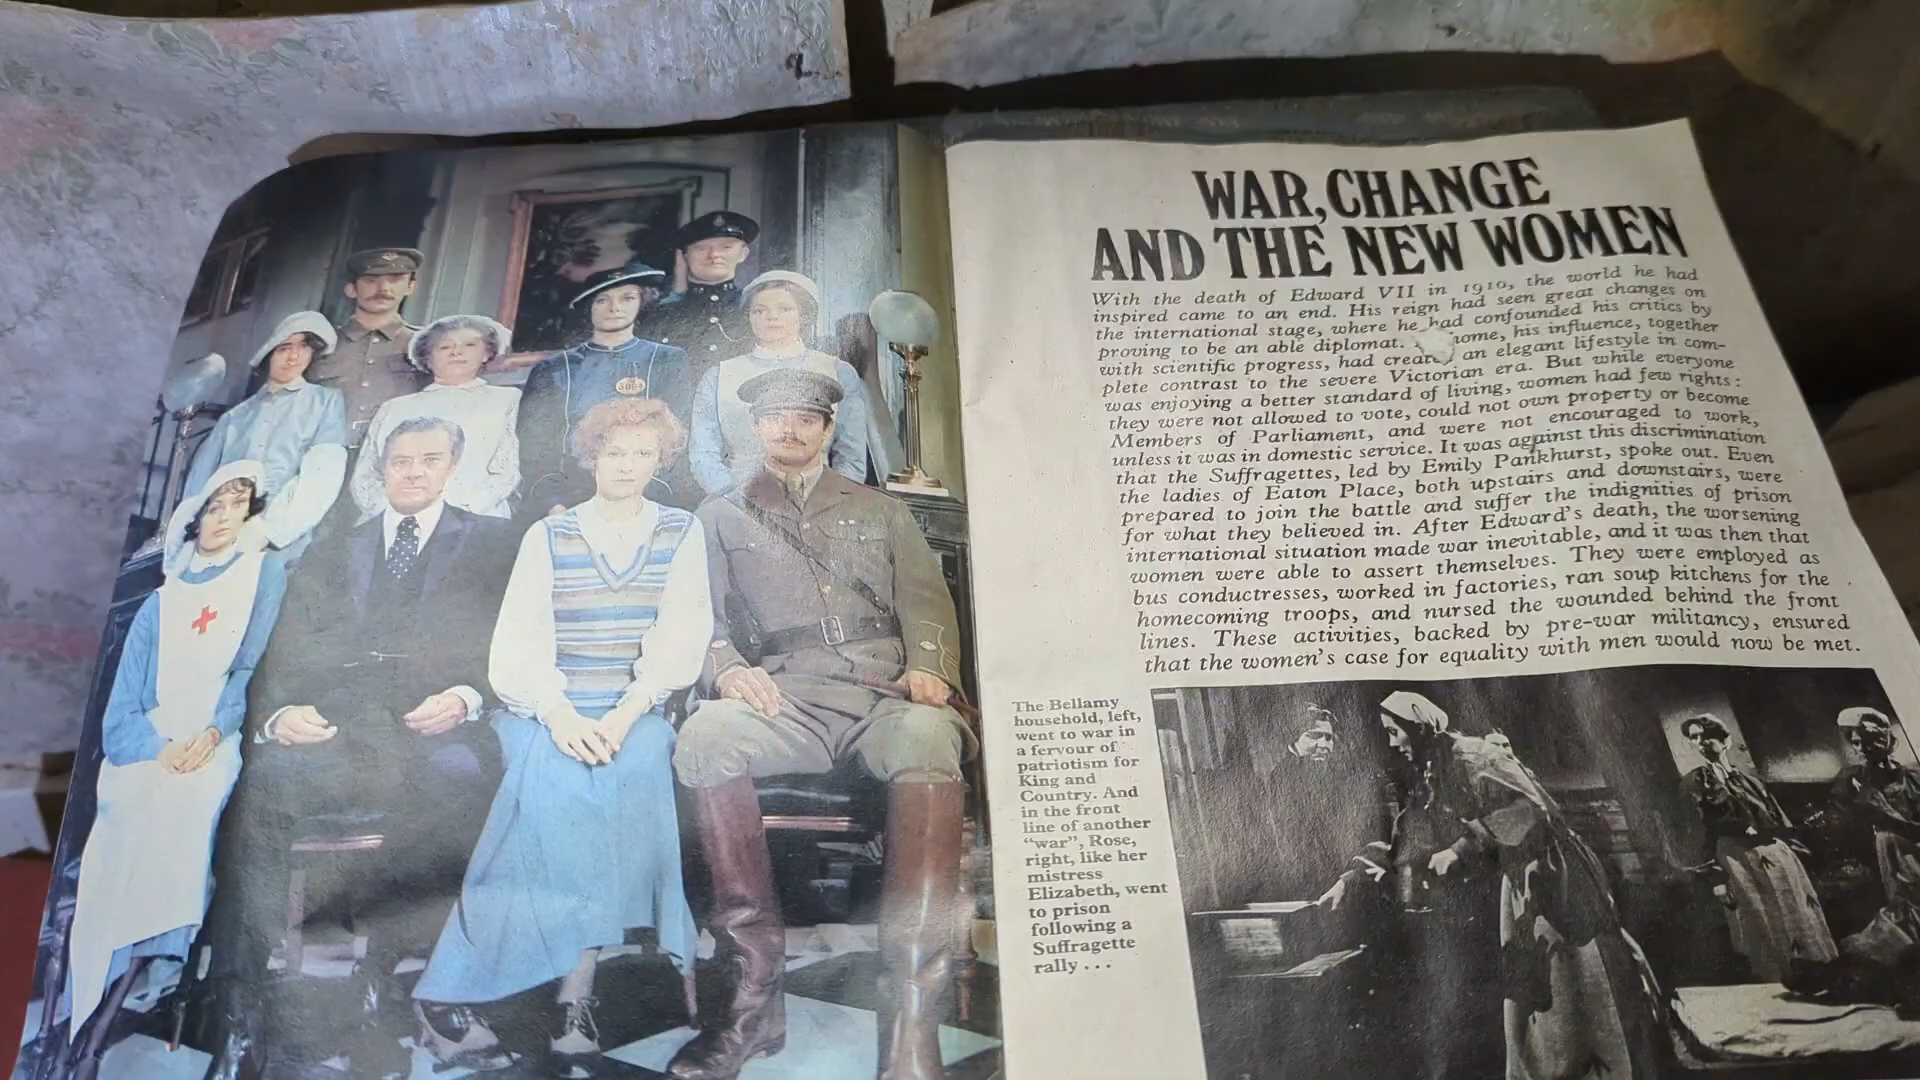 WAR, CHANGE
AND THE NEW WOMEN
With the death of Edward VII in 1910, the world he had
inspired came to an end. His reign had seen great changes on
the international stage, where he had confounded his critics by
proving to be an able diplomat. ome, his influence, together
with scientific progress, had creat an elegant lifestyle in com-
plete contrast to the severe Victorian era. But while everyone
was enjoying a better standard of living, women had few rights:
they were not allowed to vote, could not own property or become
Members of Parliament, and were not encouraged to work,
unless it was in domestic service. It was against this discrimination
that the Suffragettes, led by Emily Pankhurst, spoke out. Even
the ladies of Eaton Place, both upstairs and downstairs, were
prepared to join the battle and suffer the indignities of prison
for what they believed in. After Edward's death, the worsening
international situation made war inevitable, and it was then that
women were able to assert themselves. They were employed as
bus conductresses, worked in factories, ran soup kitchens for the
homecoming troops, and nursed the wounded behind the front
lines. These activities, backed by pre-war militancy, ensured
that the women's case for equality with men would now be met.
The Bellamy
household, left,
went to war in
a fervour of
patriotism for
King and
Country. And
in the front
line of another
"war", Rose,
right, like her
mistress
Elizabeth, went
to prison
following a
Suffragette
rally ...